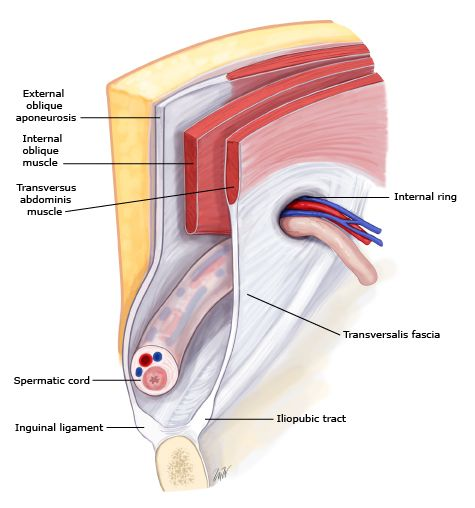 External
oblique
aponeurosis
Internal
oblique
muscle
Transversus
abdominis
muscle
Internal ring
Transversalis fascia
Spermatic cord
Iliopubic tract
Inguinal ligament